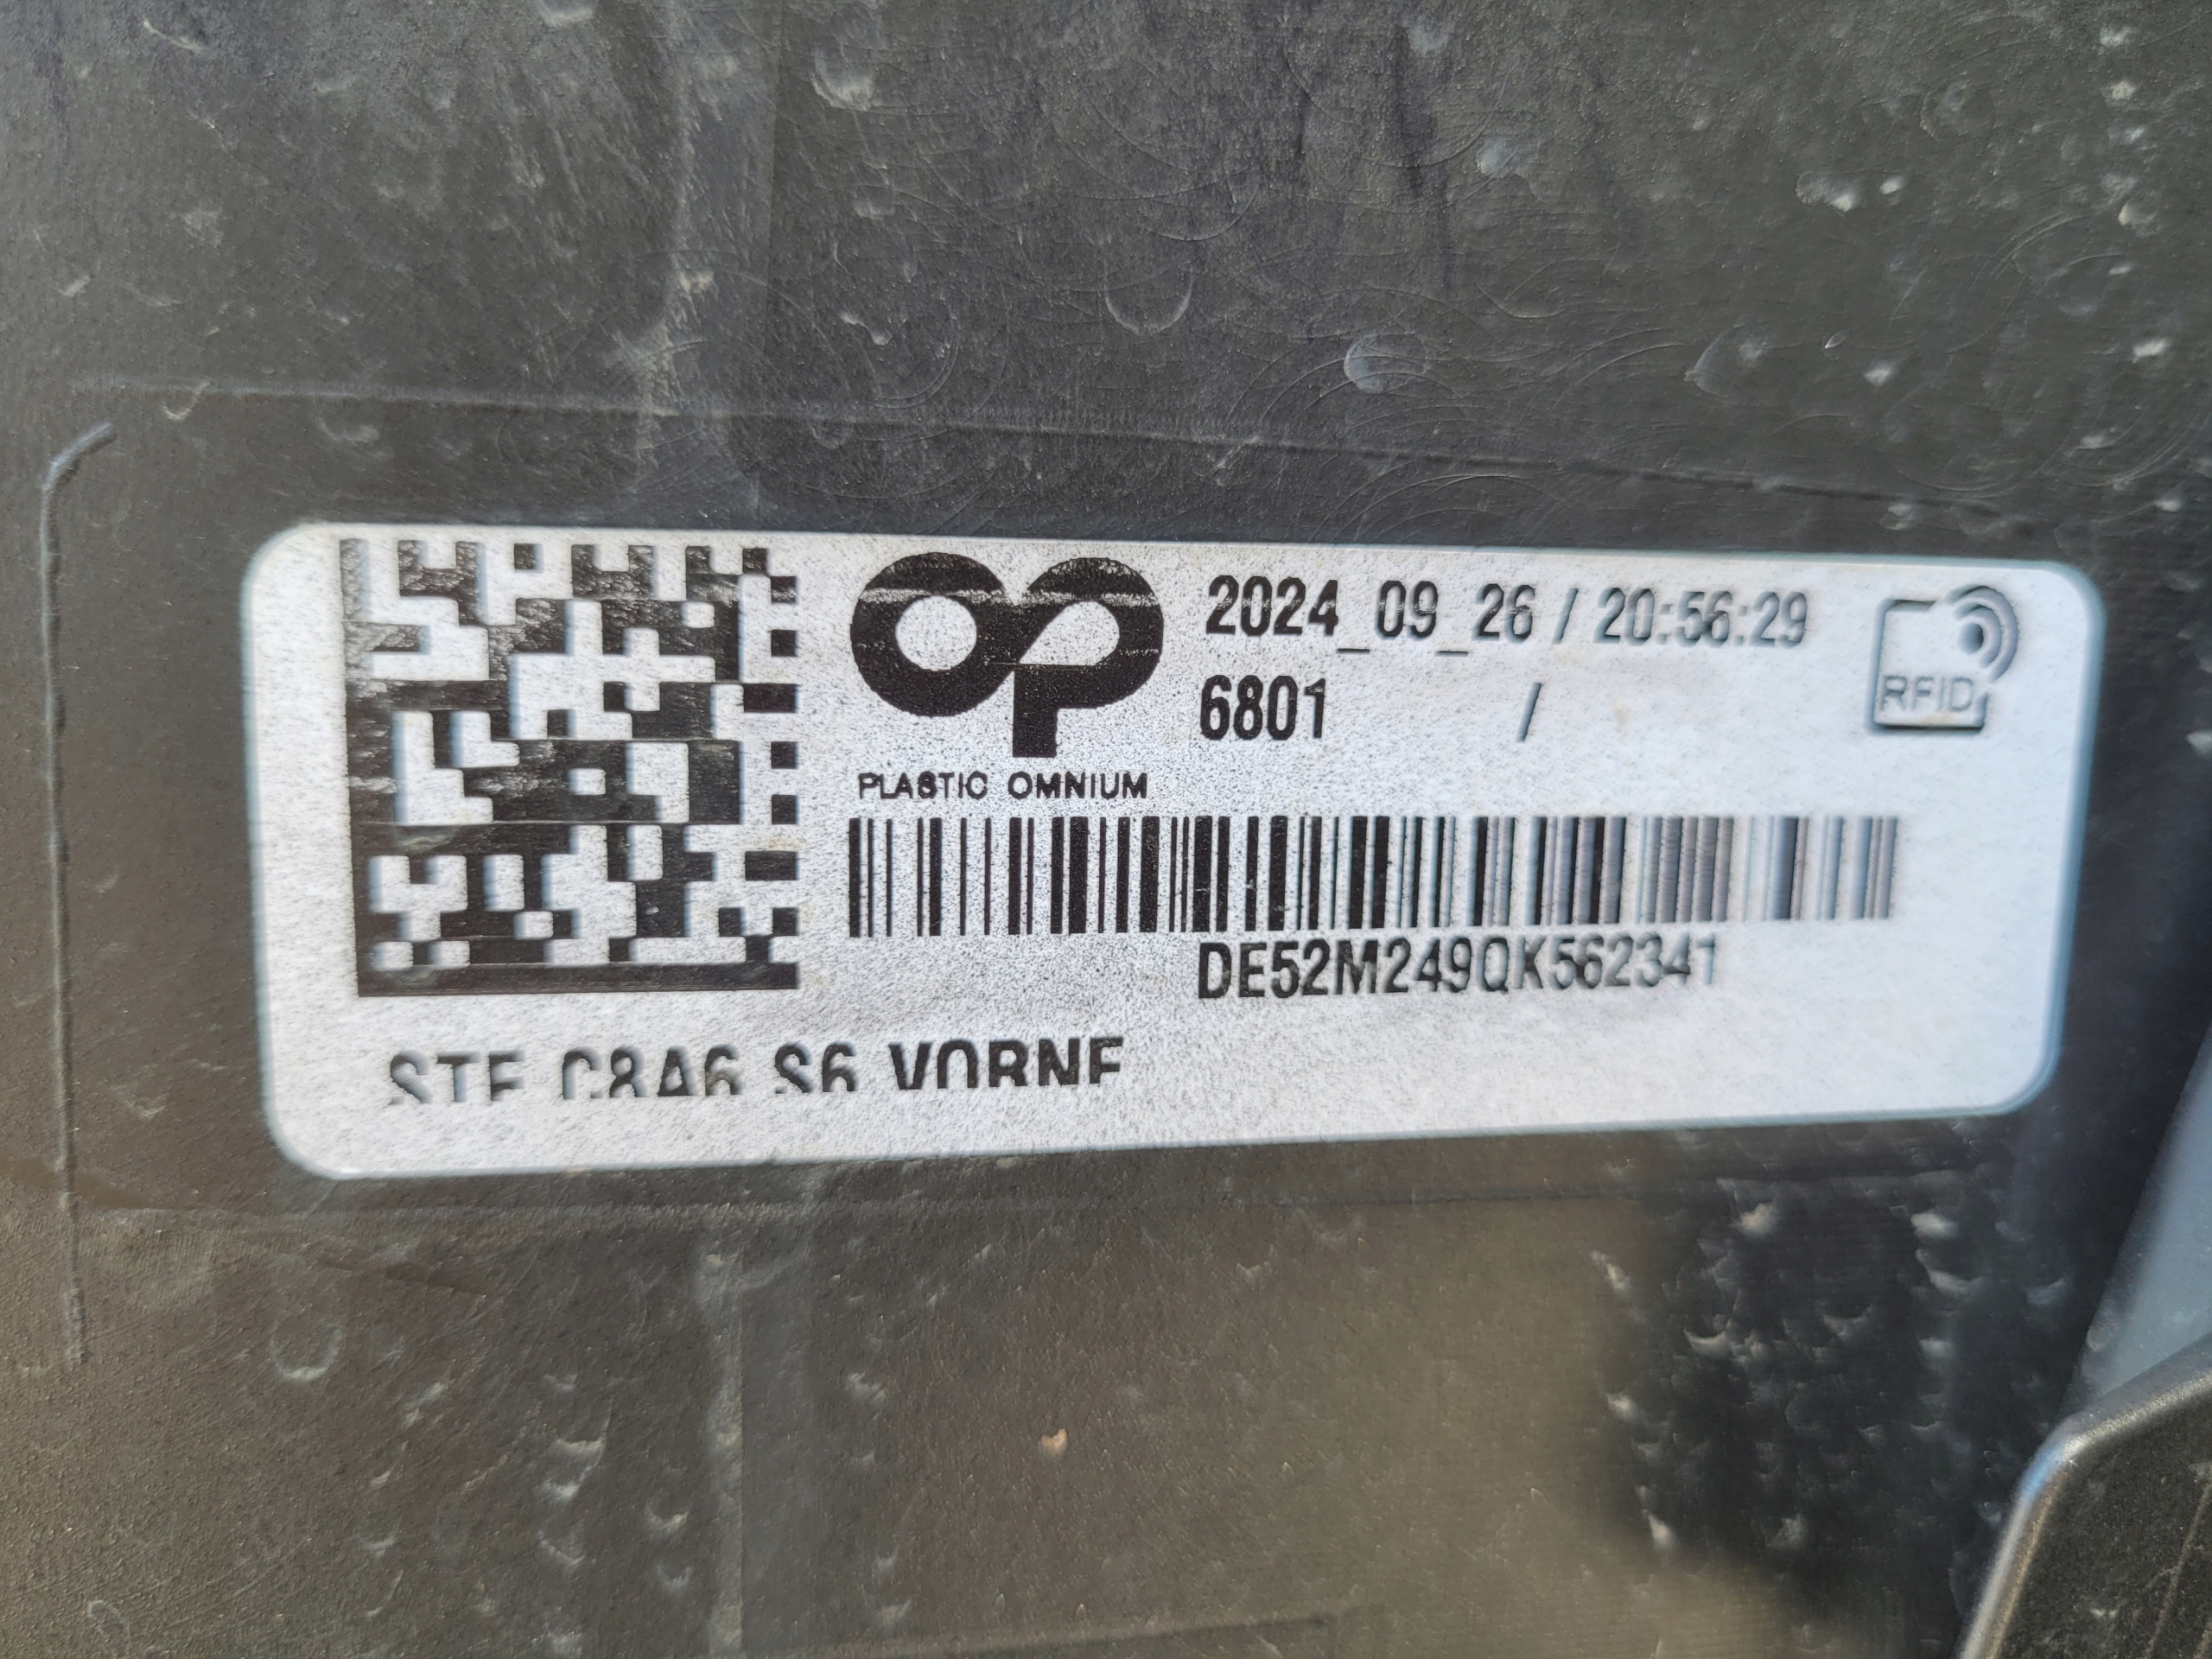 2024_09_26 / 20:56:29
RFID
6801 /
PLASTIC OMNIUM
DE52M249QK562341
STF C8A6 S6 VORNE